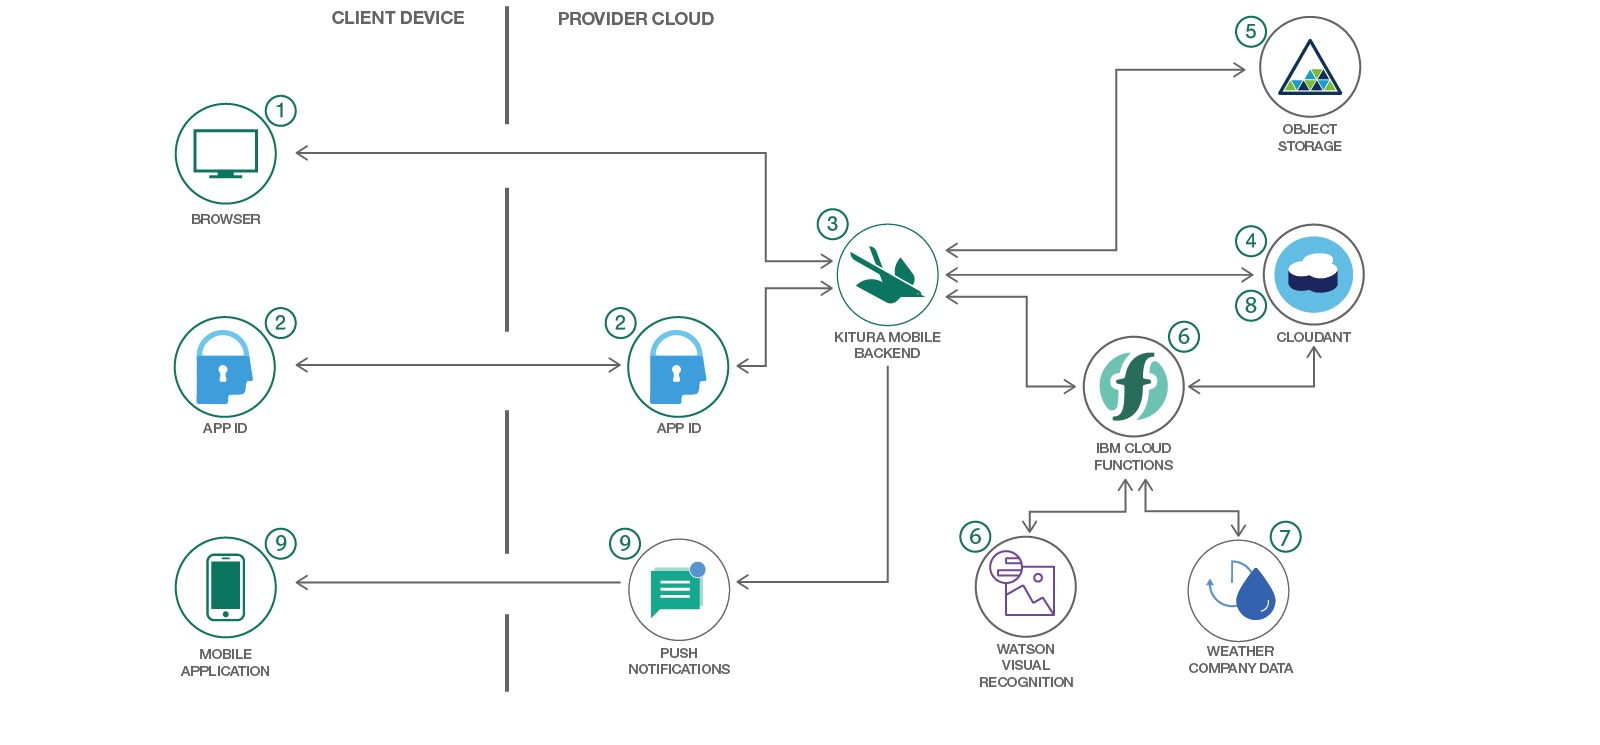 CLIENT DEVICE
PROVIDER CLOUD
5
OBJECT
STORAGE
1
BROWSER
3
KITURA MOBILE
BACKEND
4
8
CLOUDANT
2
APP ID
2
APP ID
6
IBM CLOUD
FUNCTIONS
9
MOBILE
APPLICATION
9
PUSH
NOTIFICATIONS
6
WATSON
VISUAL
RECOGNITION
7
WEATHER
COMPANY DATA